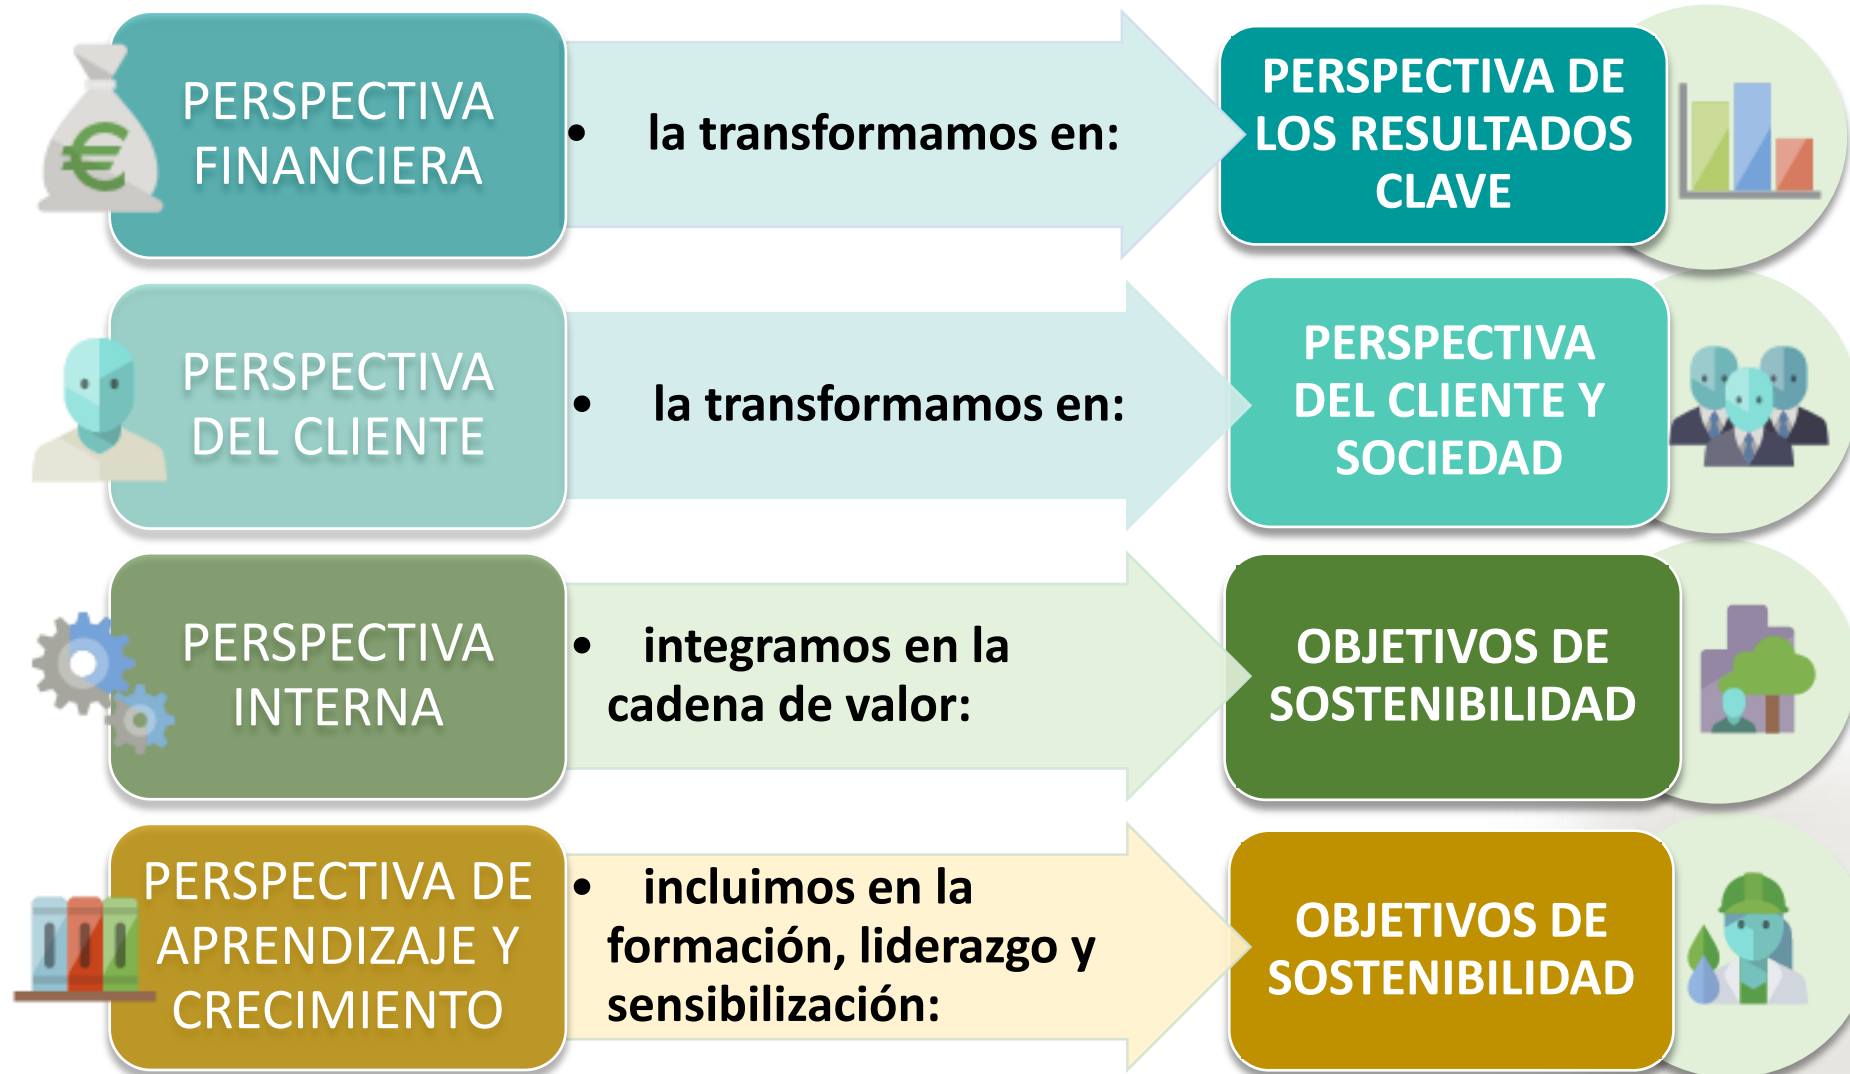 PERSPECTIVA
FINANCIERA
• la transformamos en:
PERSPECTIVA DE
LOS RESULTADOS
CLAVE
PERSPECTIVA
DEL CLIENTE
• la transformamos en:
PERSPECTIVA
DEL CLIENTE Y
SOCIEDAD
PERSPECTIVA
INTERNA
• integramos en la
cadena de valor:
OBJETIVOS DE
SOSTENIBILIDAD
PERSPECTIVA DE
APRENDIZAJE Y
CRECIMIENTO
• incluimos en la
formación, liderazgo y
sensibilización:
OBJETIVOS DE
SOSTENIBILIDAD